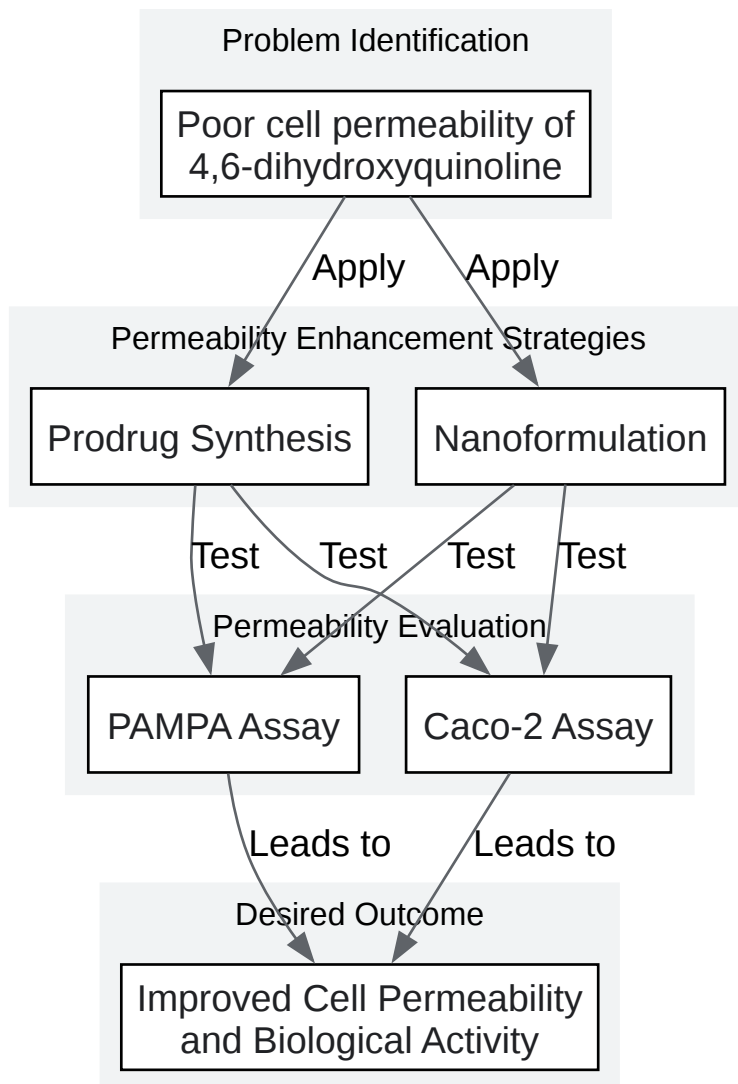 Problem Identification
Poor cell permeability of
4,6-dihydroxyquinoline
Apply
Apply
Permeability Enhancement Strategies
Prodrug Synthesis
Nanoformulation
Test
Test
Test
Test
Permeability Evaluation
PAMPA Assay
Caco-2 Assay
Leads to
Leads to
Desired Outcome
Improved Cell Permeability
and Biological Activity